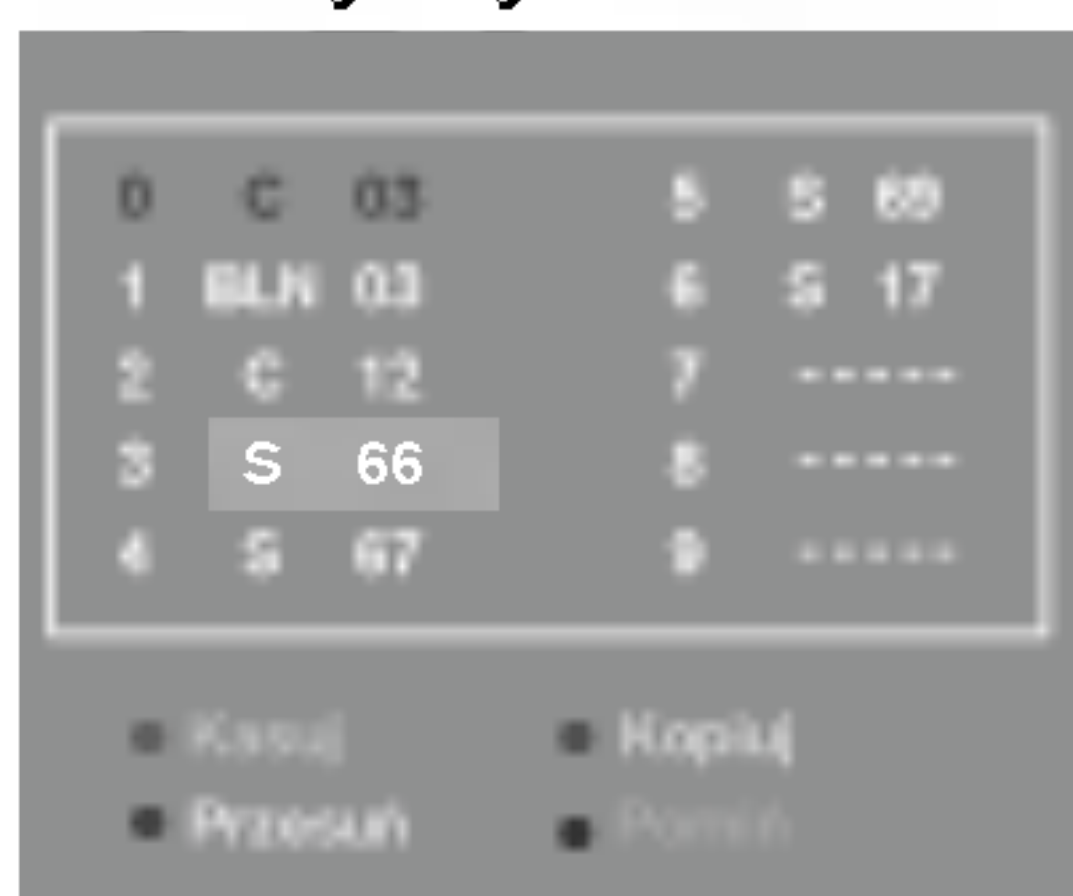 0 C 03
1 BLN 03
2 C 12
3 S 66
4 S 67
5 S 69
6 S 17
7 -----
8 -----
9 -----
Kasuj
Kopiuj
Przesuń
Pomiń